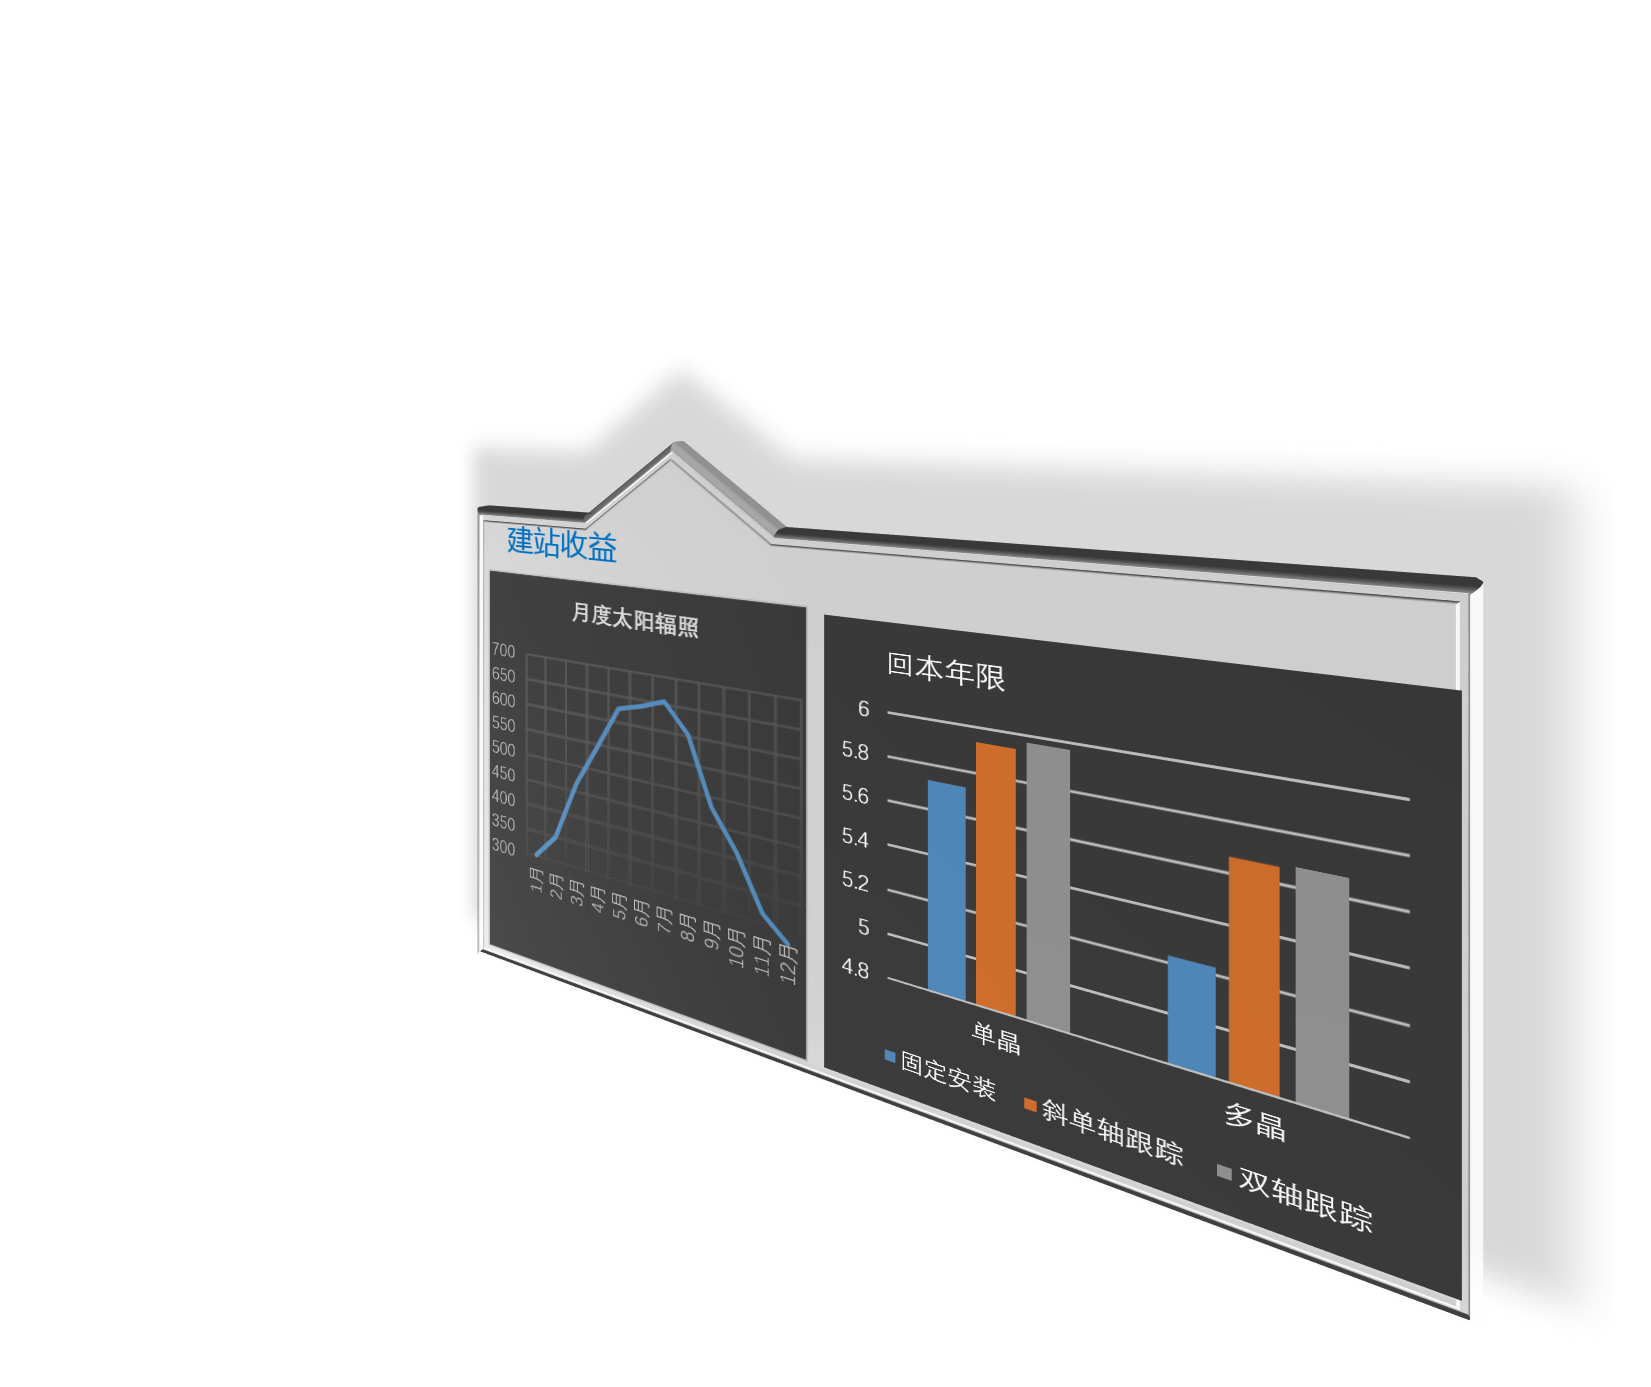 建站收益
月度太阳辐照
700
650
600
550
500
450
400
350
300
1月
2月
3月
4月
5月
6月
7月
8月
9月
10月
11月
12月
回本年限
6
5.8
5.6
5.4
5.2
5
4.8
单晶
多晶
固定安装
斜单轴跟踪
双轴跟踪